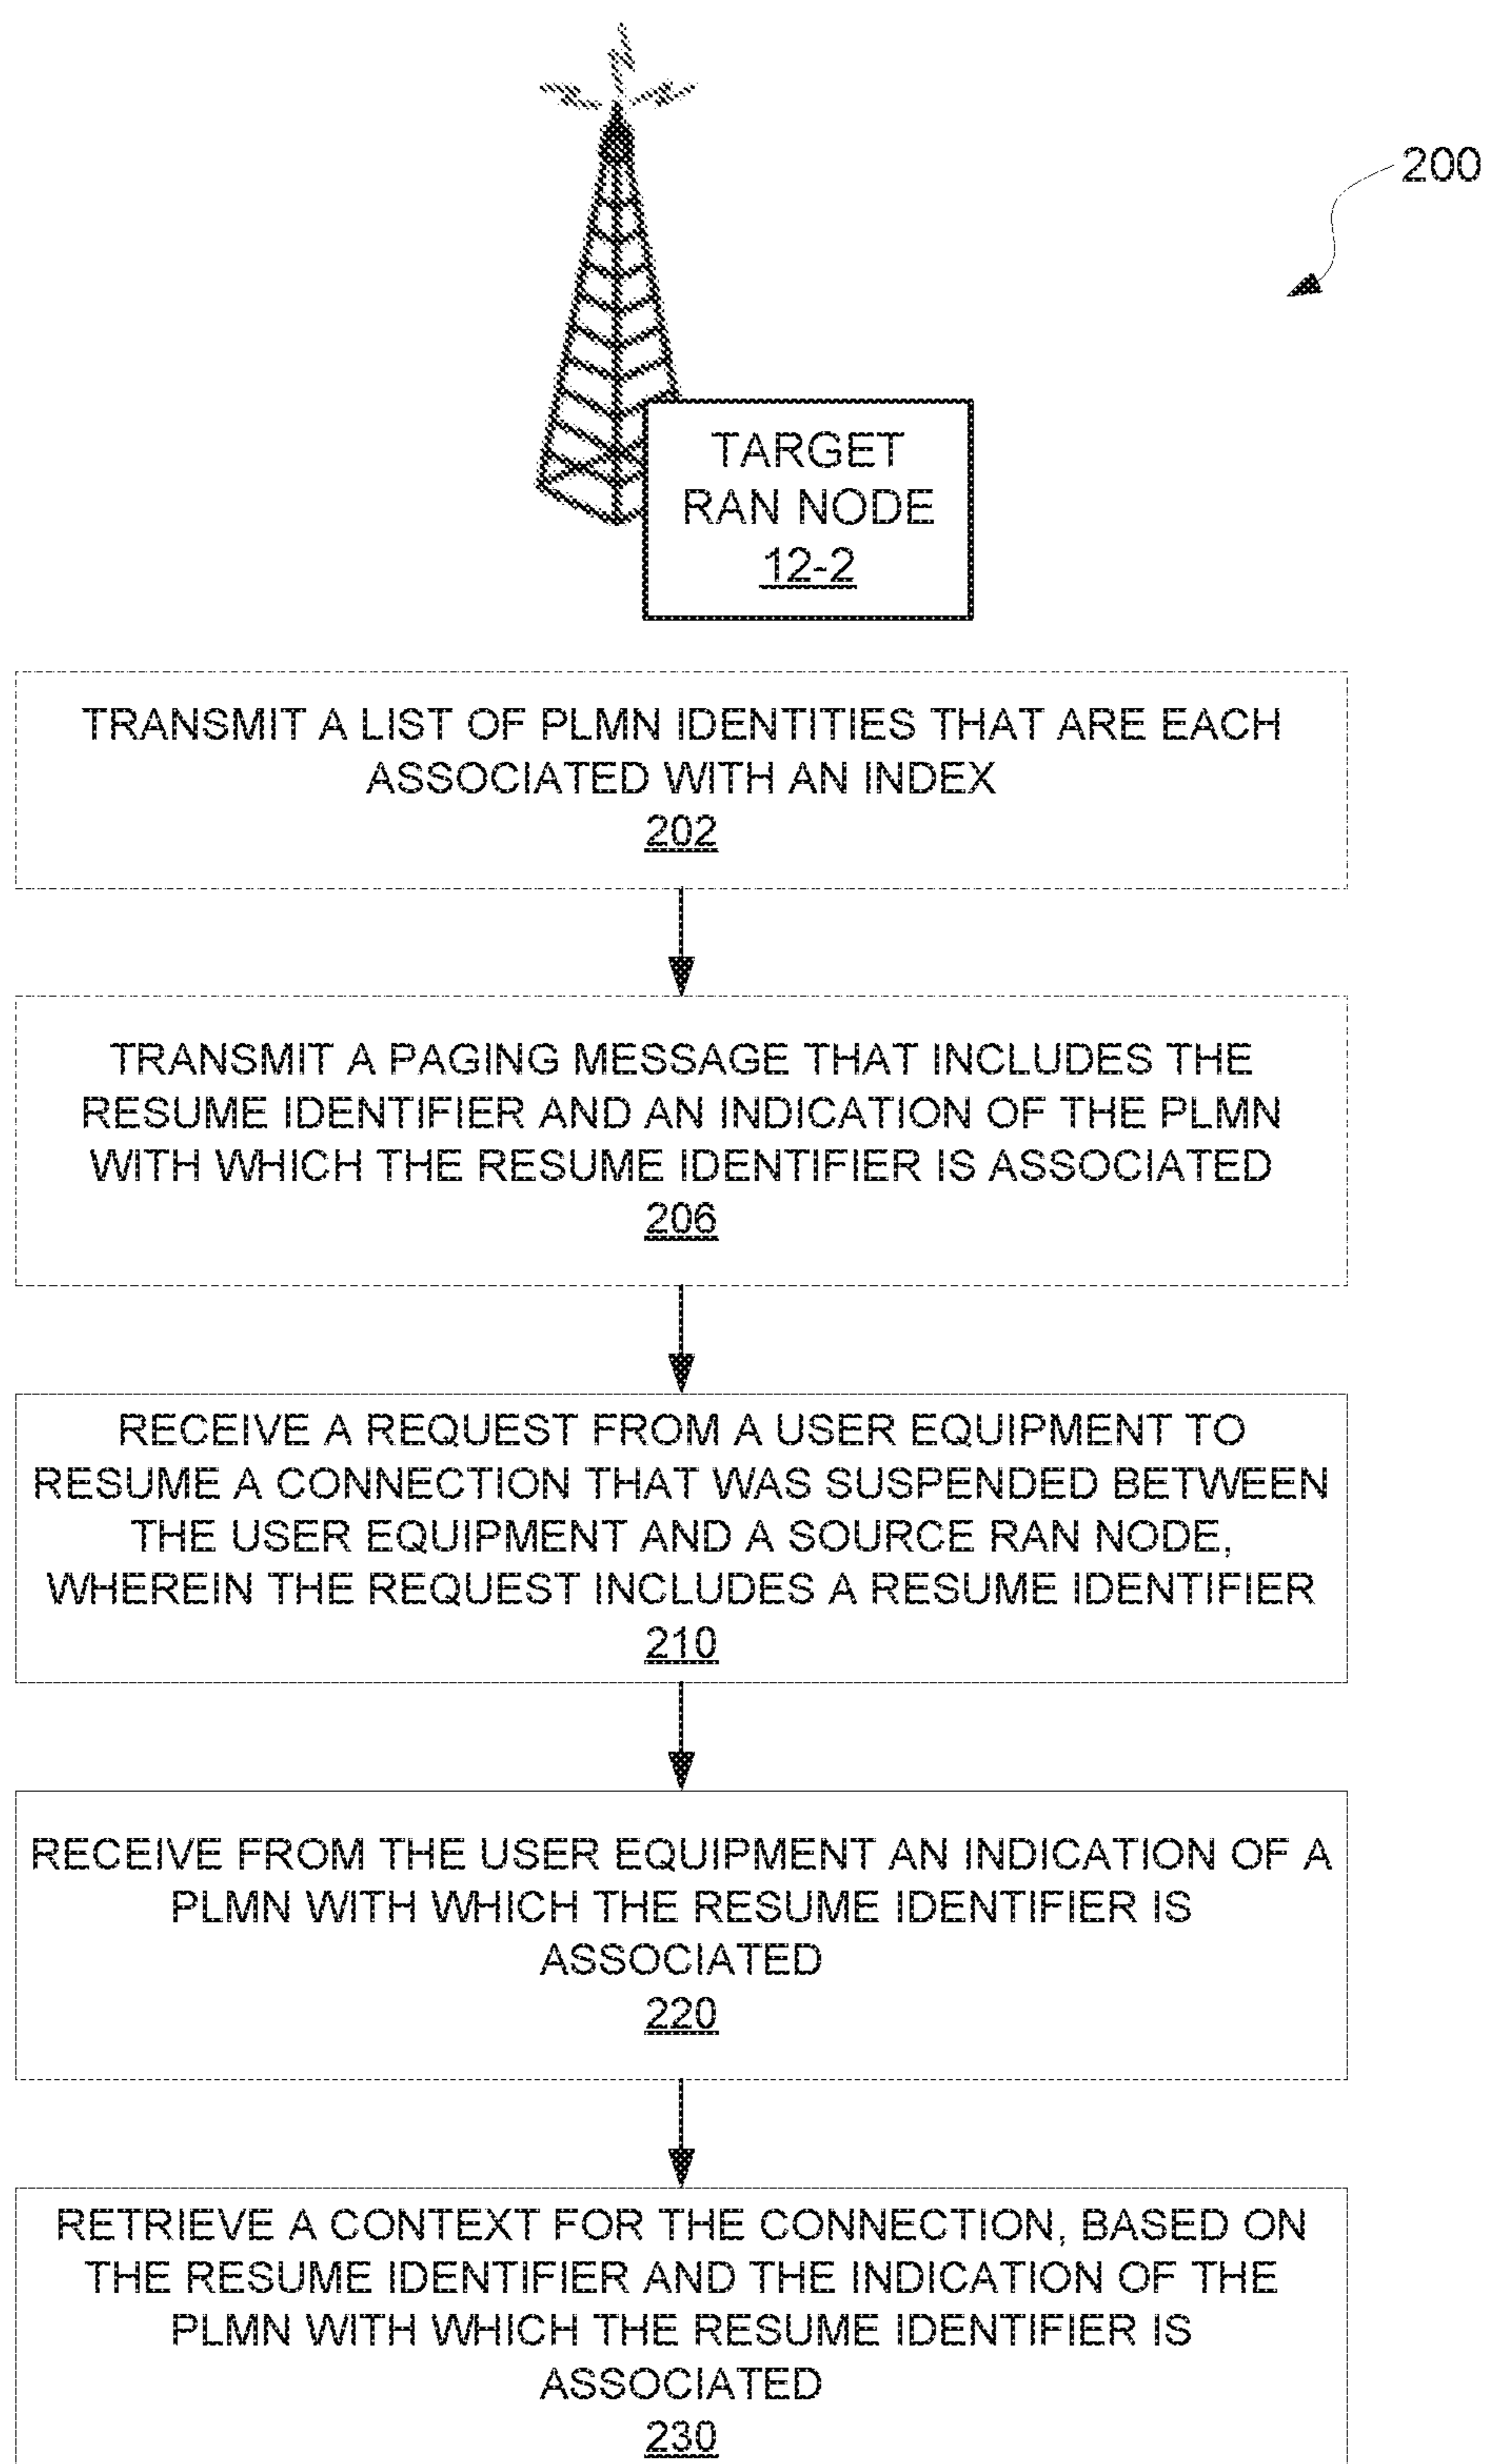 200
TARGET
RAN NODE
12-2
TRANSMIT A LIST OF PLMN IDENTITIES THAT ARE EACH
ASSOCIATED WITH AN INDEX
202
TRANSMIT A PAGING MESSAGE THAT INCLUDES THE
RESUME IDENTIFIER AND AN INDICATION OF THE PLMN
WITH WHICH THE RESUME IDENTIFIER IS ASSOCIATED
206
RECEIVE A REQUEST FROM A USER EQUIPMENT TO
RESUME A CONNECTION THAT WAS SUSPENDED BETWEEN
THE USER EQUIPMENT AND A SOURCE RAN NODE,
WHEREIN THE REQUEST INCLUDES A RESUME IDENTIFIER
210
RECEIVE FROM THE USER EQUIPMENT AN INDICATION OF A
PLMN WITH WHICH THE RESUME IDENTIFIER IS
ASSOCIATED
220
RETRIEVE A CONTEXT FOR THE CONNECTION, BASED ON
THE RESUME IDENTIFIER AND THE INDICATION OF THE
PLMN WITH WHICH THE RESUME IDENTIFIER IS
ASSOCIATED
230